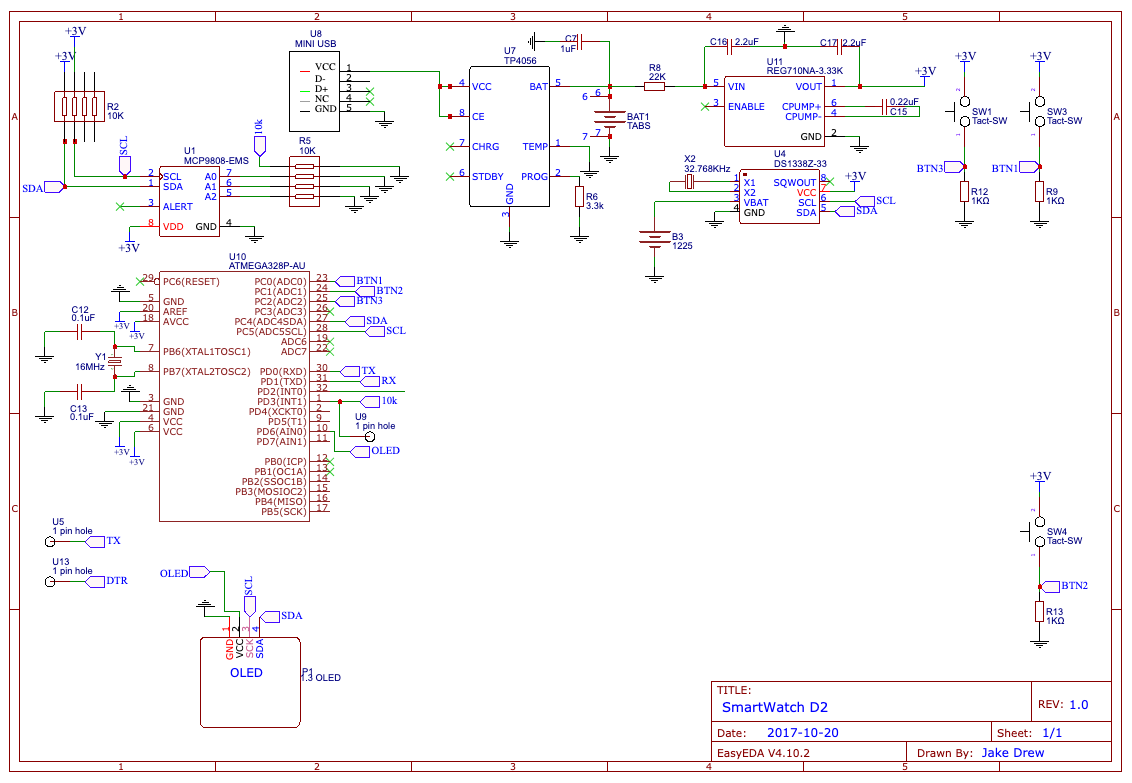 1 2 3 4 5
A
B
C
+3V
+3V
R2
10K
SCL
SDA
U1
MCP9808-EMS
2 SCL
1 SDA
3 ALERT
8 VDD
A0 7
A1 6
A2 5
GND 4
+3V
10k
R5
10K
U8
MINI USB
VCC 1
D- 2
D+ 3
NC 4
GND 5
U7
TP4056
4 VCC
8 CE
7 CHRG
6 STDBY
BAT 5
TEMP 1
PROG 2
GND
3
C7
1uF
R6
3.3k
6 6
7 7
BAT1
TABS
R8
22K
C16 2.2uF
C17 2.2uF
U11
REG710NA-3.33K
5 VIN
3 ENABLE
VOUT 1
CPUMP+ 6
CPUMP- 4
GND 2
+3V
0.22uF
C15
X2
32.768KHz
U4
DS1338Z-33
1 X1
2 X2
3 VBAT
4 GND
SQWOUT 8
VCC 7
SCL 6
SDA 5
+3V
SCL
SDA
B3
1225
+3V
2
SW1
Tact-SW
1
BTN3
R12
1KΩ
+3V
2
SW3
Tact-SW
1
BTN1
R9
1KΩ
U10
ATMEGA328P-AU
29 PC6(RESET)
5 GND
20 AREF
18 AVCC
7 PB6(XTAL1TOSC1)
8 PB7(XTAL2TOSC2)
3 GND
21 GND
4 VCC
6 VCC
PC0(ADC0) 23 BTN1
PC1(ADC1) 24 BTN2
PC2(ADC2) 25 BTN3
PC3(ADC3) 26
PC4(ADC4SDA) 27 SDA
PC5(ADC5SCL) 28 SCL
ADC6 19
ADC7 22
PD0(RXD) 30 TX
PD1(TXD) 31 RX
PD2(INT0) 32
PD3(INT1) 1 10k
PD4(XCKT0) 2
PD5(T1) 9
PD6(AIN0) 10
PD7(AIN1) 11
OLED
PB0(ICP) 12
PB1(OC1A) 13
PB2(SSOC1B) 14
PB3(MOSIOC2) 15
PB4(MISO) 16
PB5(SCK) 17
U9
1 pin hole
C12
0.1uF
+3V
+3V
Y1
16MHz
C13
0.1uF
+3V
+3V
U5
1 pin hole
TX
U13
1 pin hole
DTR
OLED
SCL
SDA
1 2 3 4
GND VCC SCK SDA
OLED
P1
1.3 OLED
+3V
2
SW4
Tact-SW
1
BTN2
R13
1KΩ
TITLE:
SmartWatch D2
REV: 1.0
Date: 2017-10-20
Sheet: 1/1
EasyEDA V4.10.2
Drawn By: Jake Drew
A
B
C
1 2 3 4 5